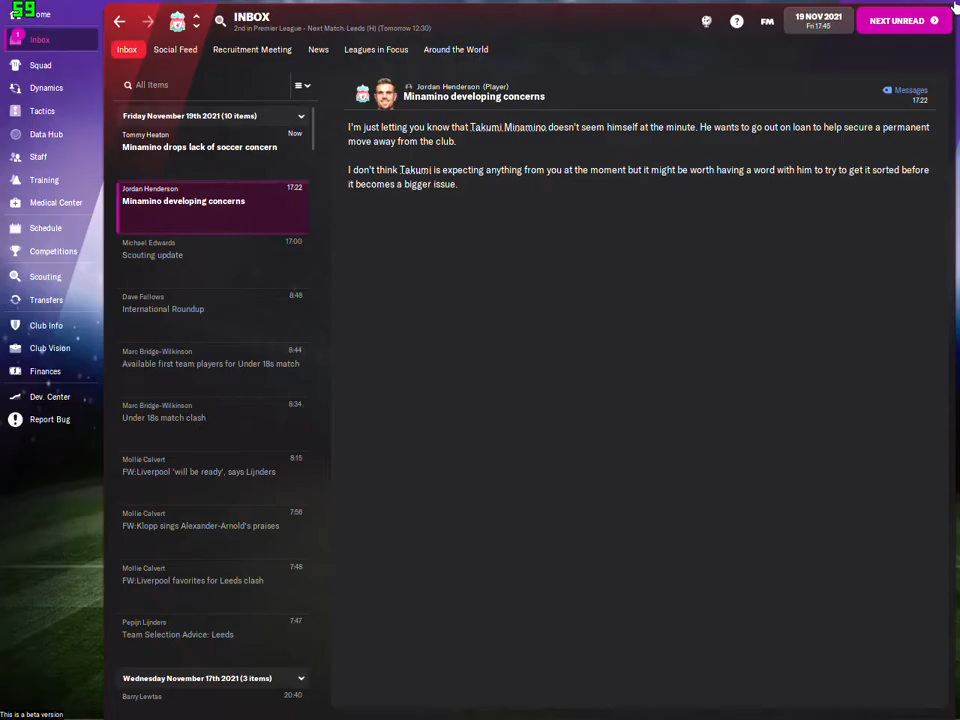 59
ome
INBOX
2nd in Premier League - Next Match: Leeds (H) (Tomorrow 12:30)
?
FM
19 NOV 2021
Fri 17:45
NEXT UNREAD
1
Inbox
Squad
Dynamics
Tactics
Data Hub
Staff
Training
Medical Center
Schedule
Competitions
Scouting
Transfers
Club Info
Club Vision
Finances
Dev. Center
Report Bug
This is a beta version
Inbox
Social Feed
Recruitment Meeting
News
Leagues in Focus
Around the World
All Items
Friday November 19th 2021 (10 items)
Tommy Heaton Now
Minamino drops lack of soccer concern
Jordan Henderson 17:22
Minamino developing concerns
Michael Edwards 17:00
Scouting update
Dave Fallows 8:48
International Roundup
Marc Bridge-Wilkinson 8:44
Available first team players for Under 18s match
Marc Bridge-Wilkinson 8:34
Under 18s match clash
Mollie Calvert 8:15
FW:Liverpool 'will be ready', says Lijnders
Mollie Calvert 7:56
FW:Klopp sings Alexander-Arnold's praises
Mollie Calvert 7:48
FW:Liverpool favorites for Leeds clash
Pepijn Lijnders 7:47
Team Selection Advice: Leeds
Wednesday November 17th 2021 (3 items)
Barry Lewtas 20:40
Jordan Henderson (Player)
Minamino developing concerns
Messages
17:22
I'm just letting you know that Takumi Minamino doesn't seem himself at the minute. He wants to go out on loan to help secure a permanent
move away from the club.
I don't think Takumi is expecting anything from you at the moment but it might be worth having a word with him to try to get it sorted before
it becomes a bigger issue.